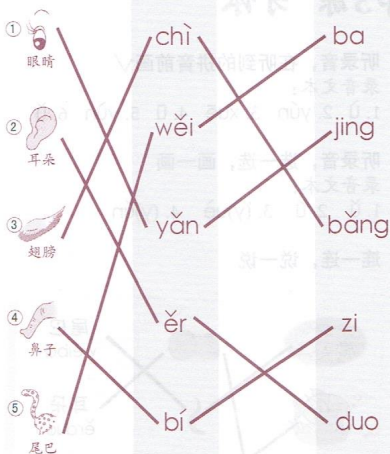 ① chì ba
眼睛
② wěi jing
耳朵
③ yǎn bǎng
翅膀
④ ěr zi
鼻子
⑤ bí duo
尾巴